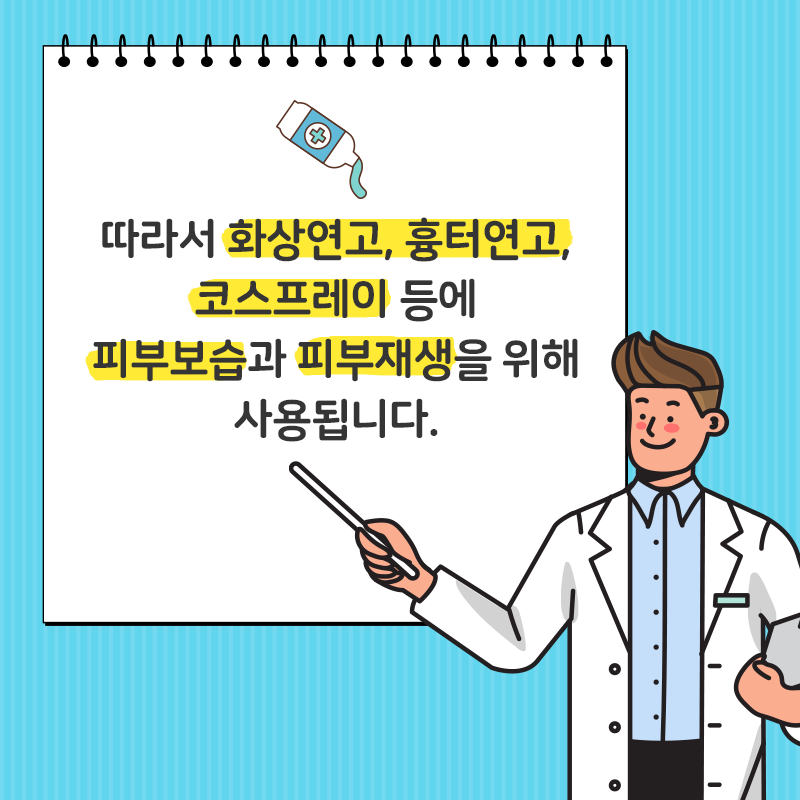 따라서 화상연고, 흉터연고,
코스프레이 등에
피부보습과 피부재생을 위해
사용됩니다.